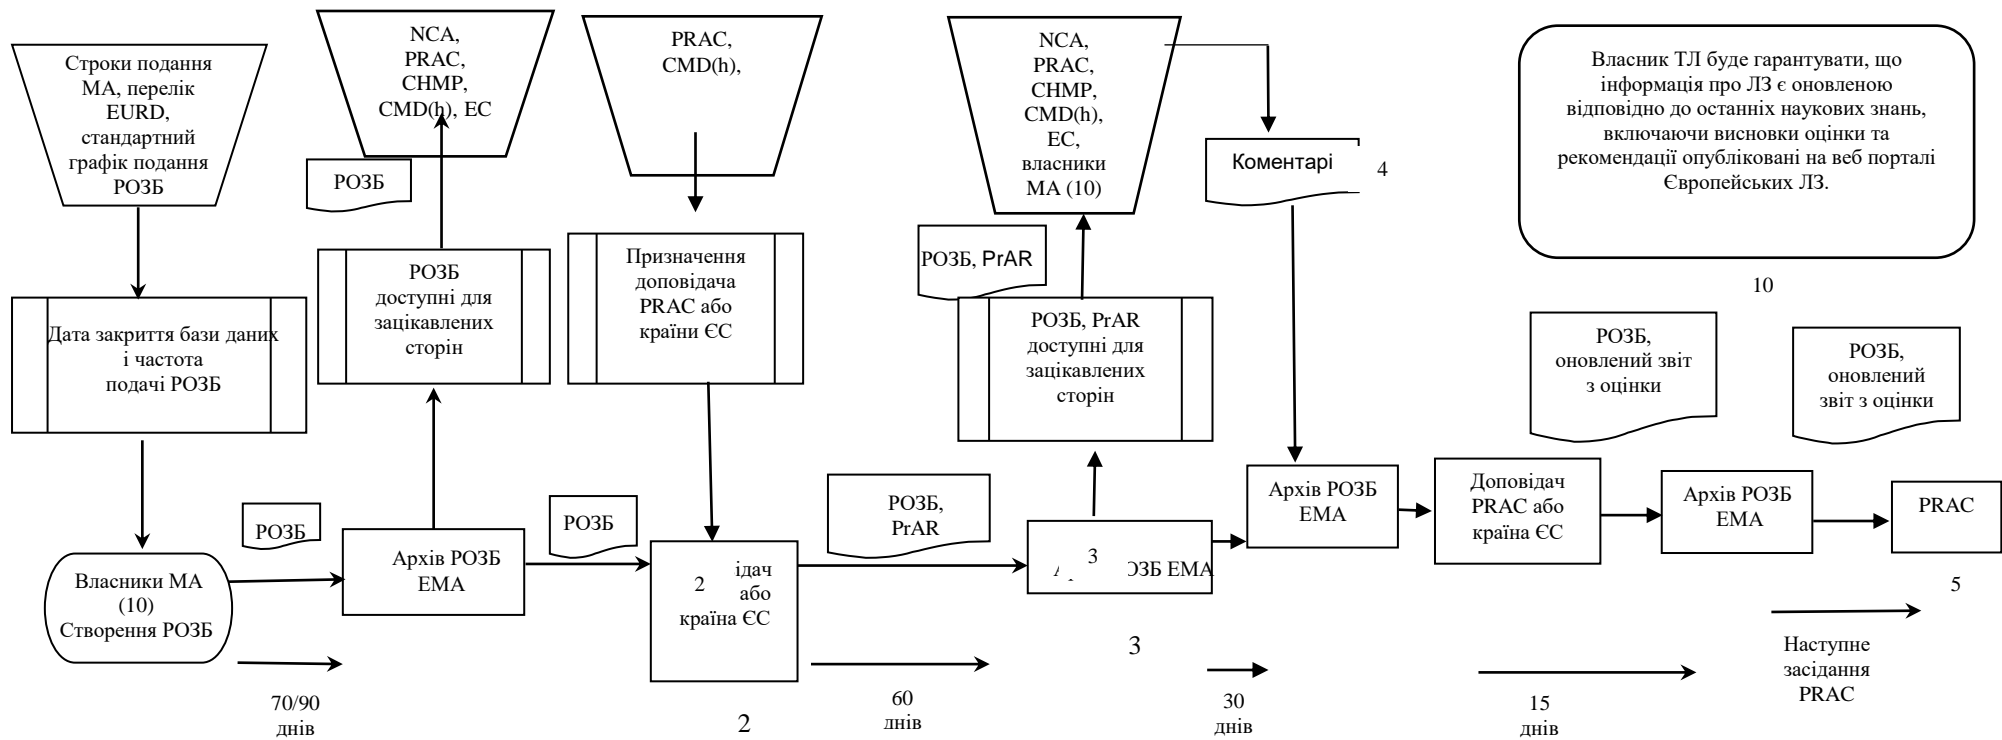 Строки подання
МА, перелік
EURD,
стандартний
графік подання
РОЗБ
NCA,
PRAC,
CHMP,
CMD(h), EC
РОЗБ
PRAC,
CMD(h),
NCA,
PRAC,
CHMP,
CMD(h),
EC,
власники
МА (10)
Коментарі
4
Власник ТЛ буде гарантувати, що
інформація про ЛЗ є оновленою
відповідно до останніх наукових знань,
включаючи висновки оцінки та
рекомендації опубліковані на веб порталі
Європейських ЛЗ.
10
Дата закриття бази даних
і частота
подачі РОЗБ
РОЗБ
доступні для
зацікавлених
сторін
Призначення
доповідача
PRAC або
країни ЄС
РОЗБ, PrAR
РОЗБ, PrAR
доступні для
зацікавлених
сторін
РОЗБ,
оновлений звіт
з оцінки
РОЗБ,
оновлений
звіт з оцінки
Власники МА
(10)
Створення РОЗБ
РОЗБ
Архів РОЗБ
ЕМА
РОЗБ
2
або
країна ЄС
РОЗБ,
PrAR
3
ЕМА
Архів РОЗБ
ЕМА
Доповідач
PRAC або
країна ЄС
Архів РОЗБ
ЕМА
PRAC
5
70/90
днів
2
60
днів
3
30
днів
15
днів
Наступне
засідання
PRAC